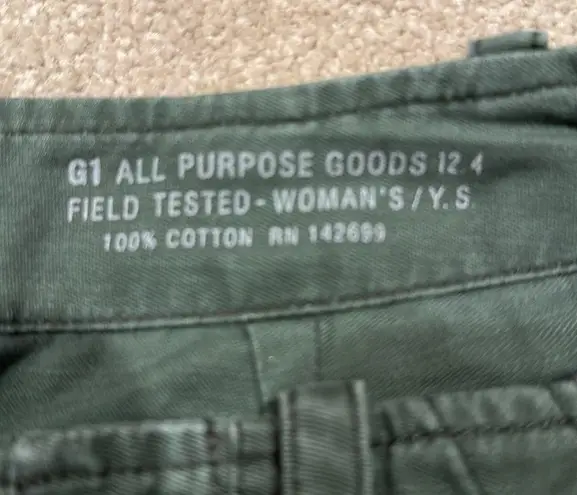 G1 ALL PURPOSE GOODS 12.4
FIELD TESTED - WOMAN'S / Y.S.
100% COTTON RN 142699